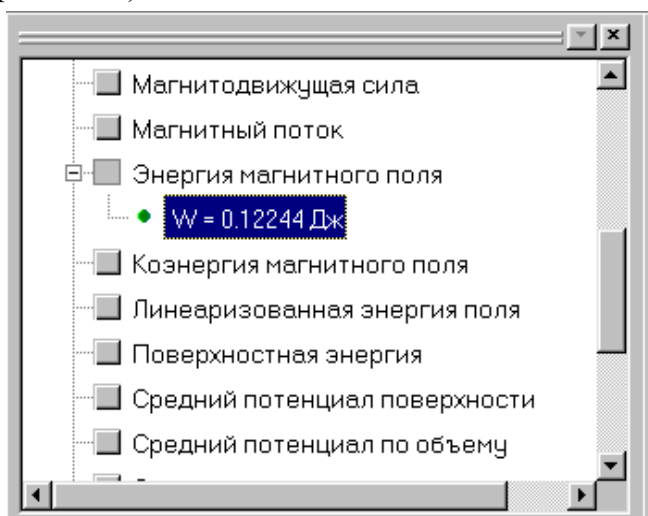 Магнитодвижущая сила
Магнитный поток
Энергия магнитного поля
W = 0.12244 Дж
Коэнергия магнитного поля
Линеаризованная энергия поля
Поверхностная энергия
Средний потенциал поверхности
Средний потенциал по объему